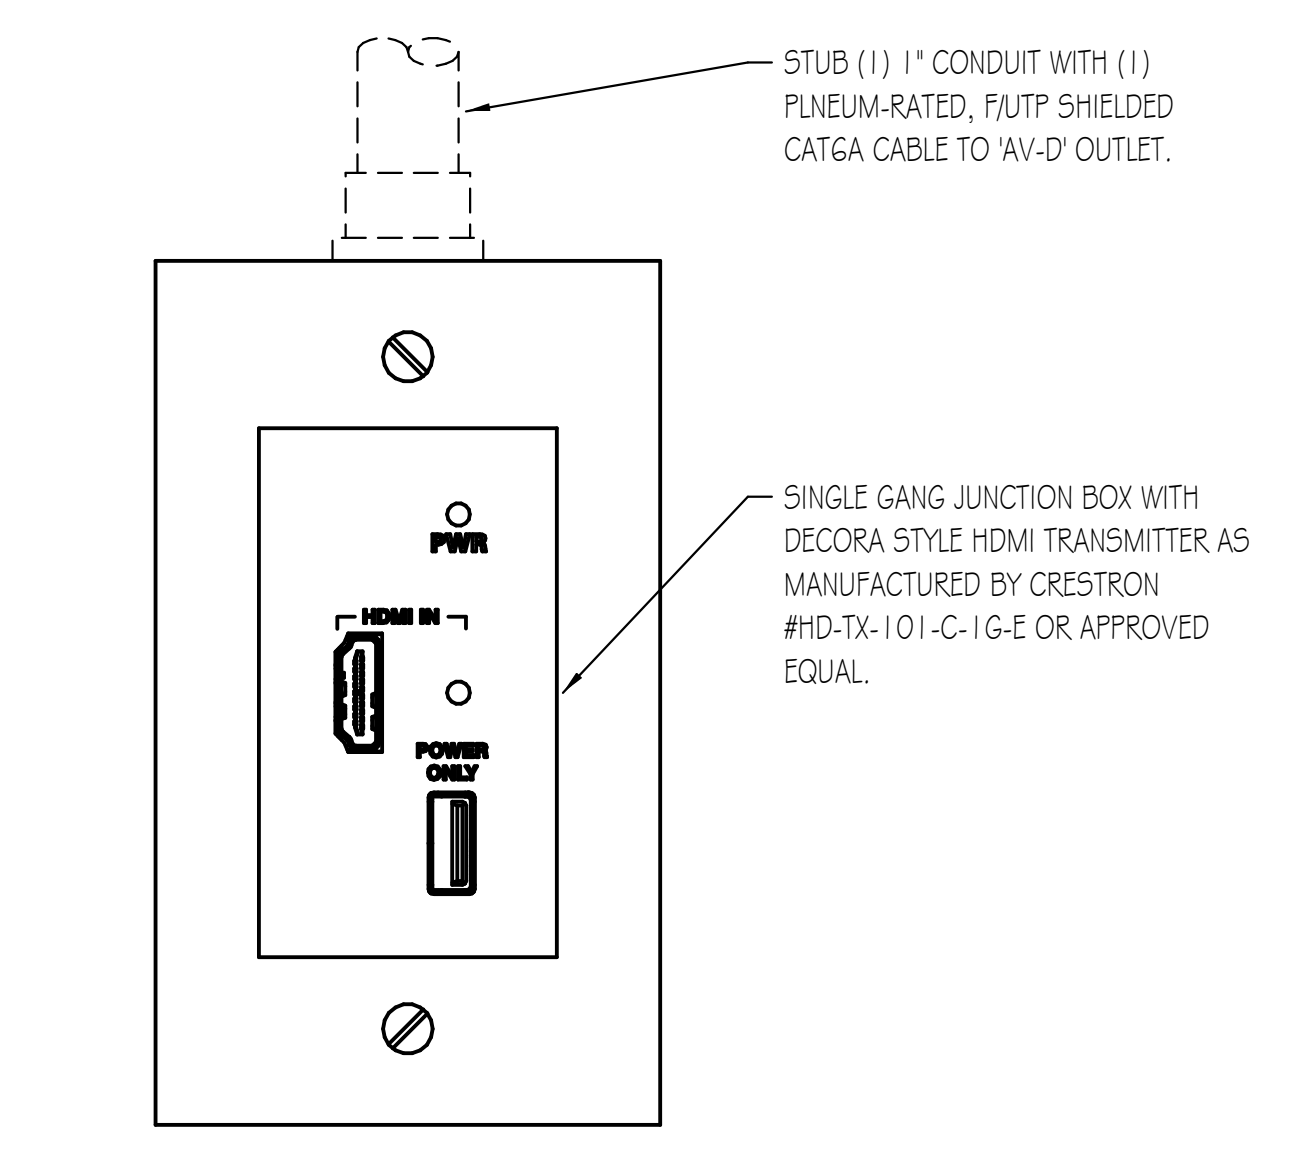 STUB (1) 1" CONDUIT WITH (1)
PLNEUM-RATED, F/UTP SHIELDED
CAT6A CABLE TO 'AV-D' OUTLET.
SINGLE GANG JUNCTION BOX WITH
DECORA STYLE HDMI TRANSMITTER AS
MANUFACTURED BY CRESTRON
#HD-TX-101-C-1G-E OR APPROVED
EQUAL.
PWR
HDMI IN
POWER
ONLY